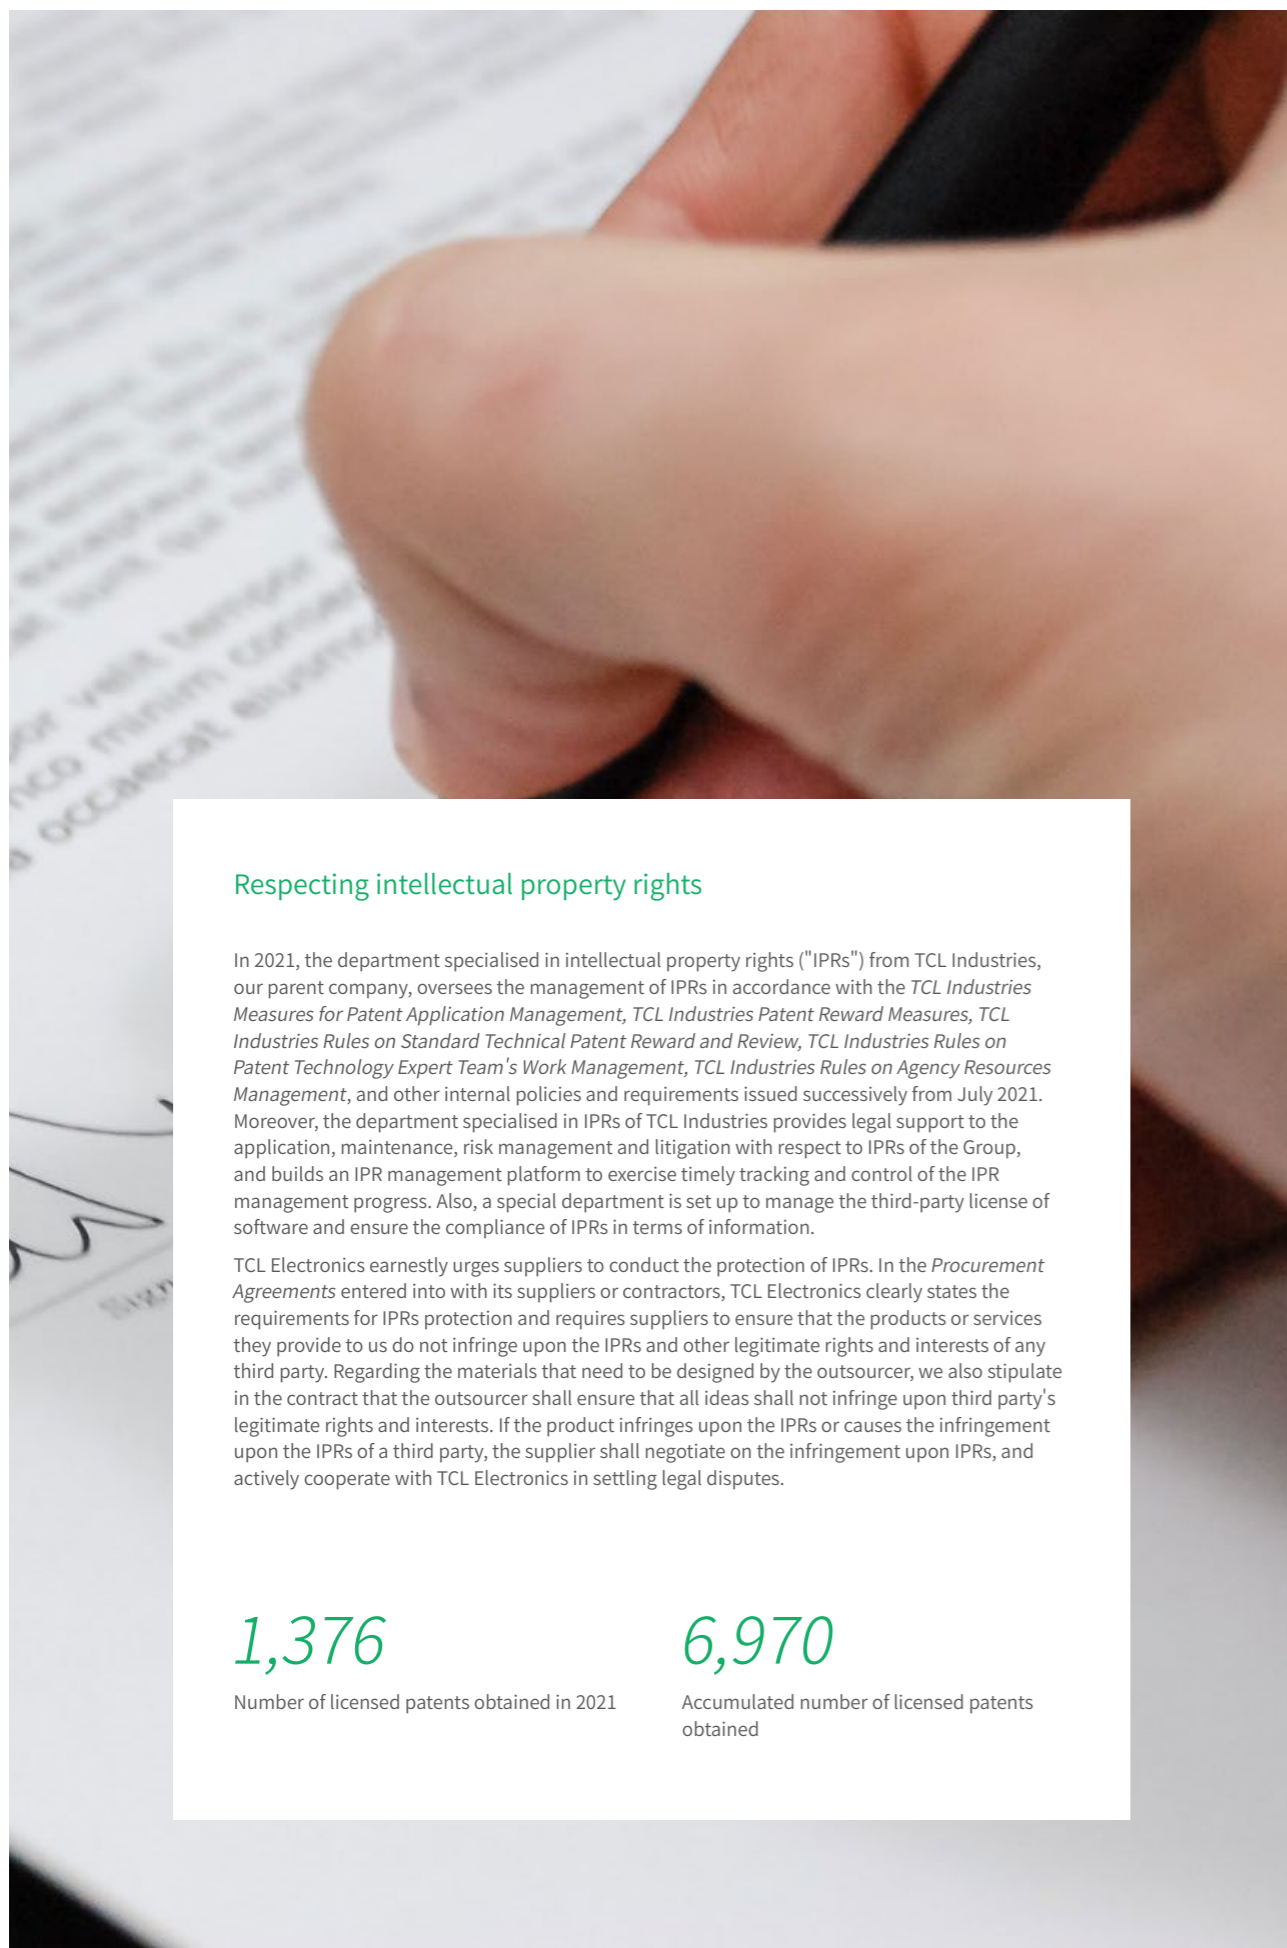 velit tempor
minim
occaecat eiusmo
Respecting intellectual property rights
In 2021, the department specialised in intellectual property rights ("IPRs") from TCL Industries,
our parent company, oversees the management of IPRs in accordance with the TCL Industries
Measures for Patent Application Management, TCL Industries Patent Reward Measures, TCL
Industries Rules on Standard Technical Patent Reward and Review, TCL Industries Rules on
Patent Technology Expert Team's Work Management, TCL Industries Rules on Agency Resources
Management, and other internal policies and requirements issued successively from July 2021.
Moreover, the department specialised in IPRs of TCL Industries provides legal support to the
application, maintenance, risk management and litigation with respect to IPRs of the Group,
and builds an IPR management platform to exercise timely tracking and control of the IPR
management progress. Also, a special department is set up to manage the third-party license of
software and ensure the compliance of IPRs in terms of information.
TCL Electronics earnestly urges suppliers to conduct the protection of IPRs. In the Procurement
Agreements entered into with its suppliers or contractors, TCL Electronics clearly states the
requirements for IPRs protection and requires suppliers to ensure that the products or services
they provide to us do not infringe upon the IPRs and other legitimate rights and interests of any
third party. Regarding the materials that need to be designed by the outsourcer, we also stipulate
in the contract that the outsourcer shall ensure that all ideas shall not infringe upon third party's
legitimate rights and interests. If the product infringes upon the IPRs or causes the infringement
upon the IPRs of a third party, the supplier shall negotiate on the infringement upon IPRs, and
actively cooperate with TCL Electronics in settling legal disputes.
1,376
Number of licensed patents obtained in 2021
6,970
Accumulated number of licensed patents
obtained